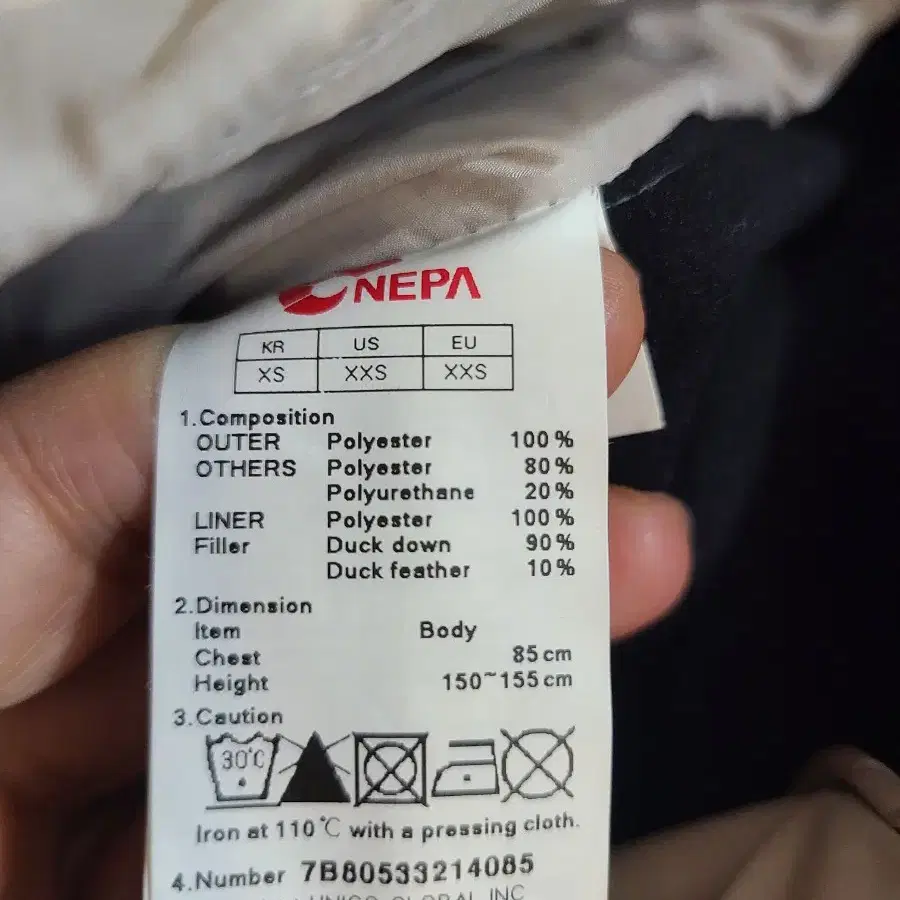 NEPA
KR US EU
XS XXS XXS
1.Composition
OUTER Polyester 100%
OTHERS Polyester 80%
Polyurethane 20%
LINER Polyester 100%
Filler Duck down 90%
Duck feather 10%
2.Dimension
Item Body
Chest 85cm
Height 150~155cm
3.Caution
30℃
Iron at 110℃ with a pressing cloth.
4.Number 7B80533214085
GLOBAL INC